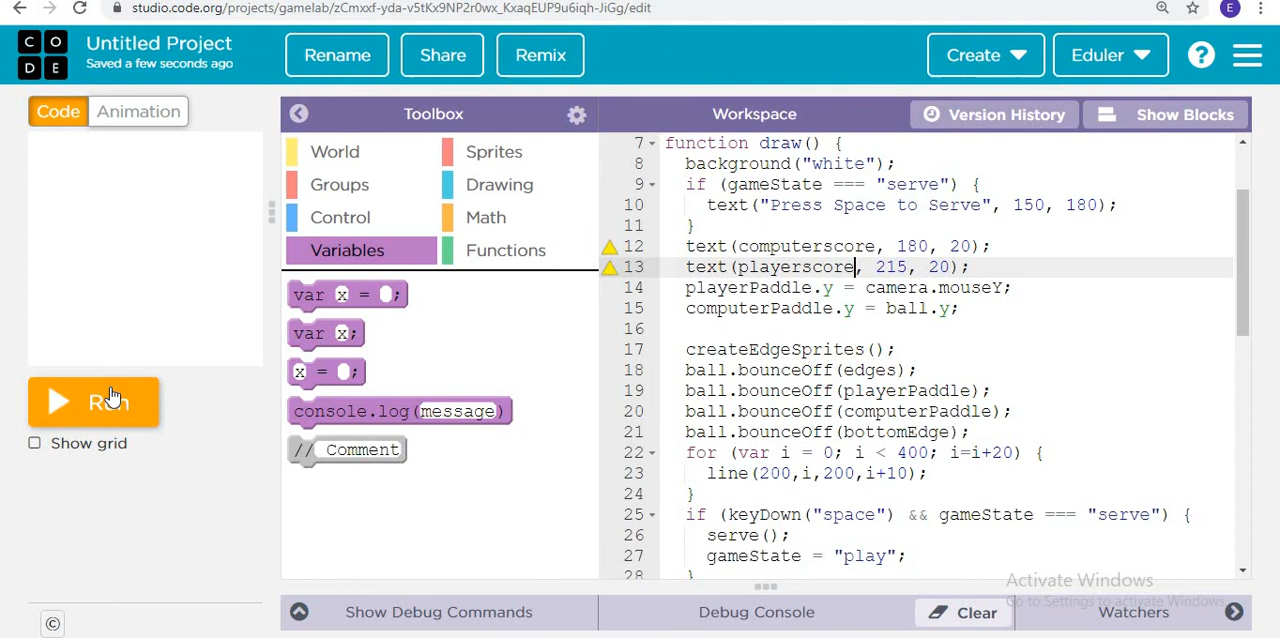 studio.code.org/projects/gamelab/zCmxxf-yda-v5tKx9NP2r0wx_KxaqEUP9u6iqh-JiGg/edit
E
C O
D E
Untitled Project
Saved a few seconds ago
Rename
Share
Remix
Create
Eduler
?
Code
Animation
Toolbox
Workspace
Version History
Show Blocks
World
Sprites
Groups
Drawing
Control
Math
Variables
Functions
var x = ;
var x;
x = ;
console.log(message)
// Comment
7 function draw() {
8 background("white");
9 if (gameState === "serve") {
10 text("Press Space to Serve", 150, 180);
11 }
12 text(computerscore, 180, 20);
13 text(playerscore, 215, 20);
14 playerPaddle.y = camera.mouseY;
15 computerPaddle.y = ball.y;
16
17 createEdgeSprites();
18 ball.bounceOff(edges);
19 ball.bounceOff(playerPaddle);
20 ball.bounceOff(computerPaddle);
21 ball.bounceOff(bottomEdge);
22 for (var i = 0; i < 400; i=i+20) {
23 line(200,i,200,i+10);
24 }
25 if (keyDown("space") && gameState === "serve") {
26 serve();
27 gameState = "play";
28 }
Run
Show grid
Activate Windows
Go to Settings to activate Windows.
©
Show Debug Commands
Debug Console
Clear
Watchers